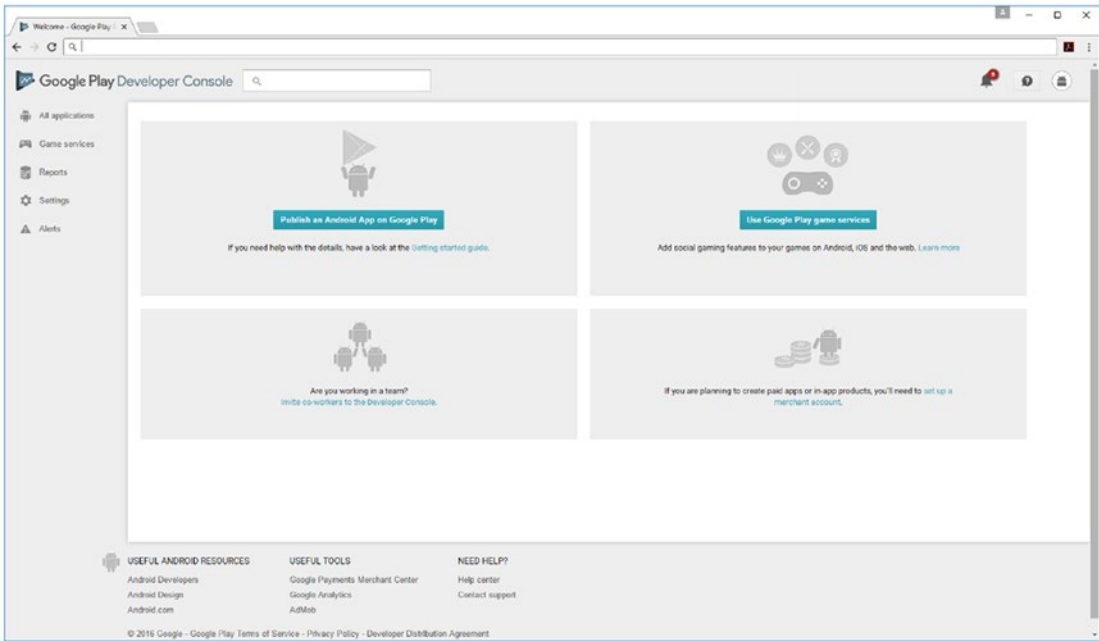 Welcome - Google Play
Google Play Developer Console
All applications
Game services
Reports
Settings
Alerts
Publish an Android App on Google Play
If you need help with the details, have a look at the Getting started guide.
Use Google Play game services
Add social gaming features to your games on Android, iOS and the web. Learn more
Are you working in a team?
Invite co-workers to the Developer Console.
If you are planning to create paid apps or in-app products, you'll need to set up a
merchant account.
USEFUL ANDROID RESOURCES
Android Developers
Android Design
Android.com
USEFUL TOOLS
Google Payments Merchant Center
Google Analytics
AdMob
NEED HELP?
Help center
Contact support
© 2016 Google - Google Play Terms of Service - Privacy Policy - Developer Distribution Agreement